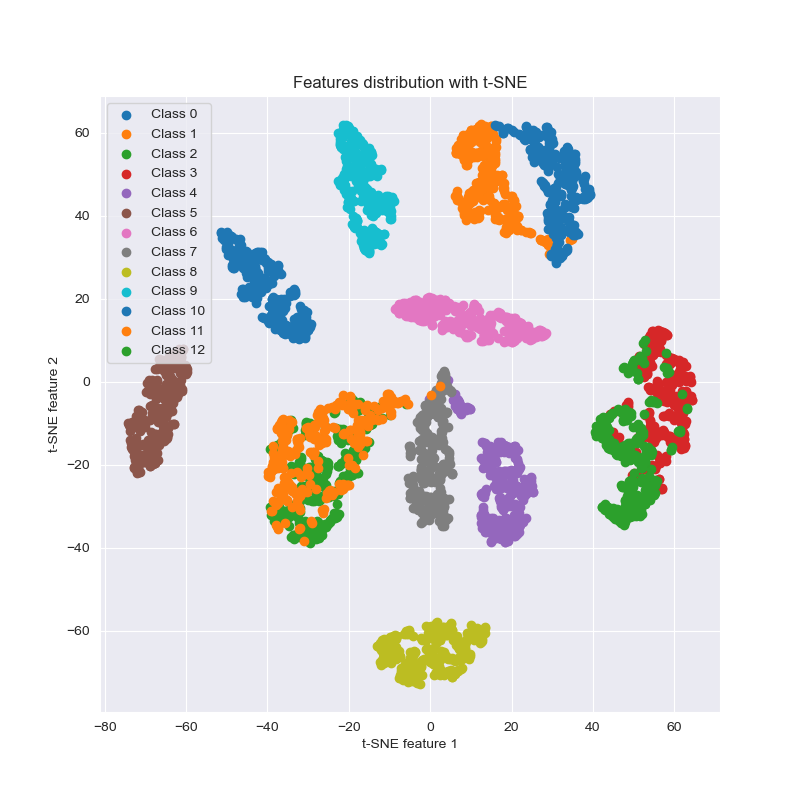 Features distribution with t-SNE
Class 0
Class 1
Class 2
Class 3
Class 4
Class 5
Class 6
Class 7
Class 8
Class 9
Class 10
Class 11
Class 12
60
40
20
0
−20
−40
−60
t-SNE feature 2
−80 −60 −40 −20 0 20 40 60
t-SNE feature 1